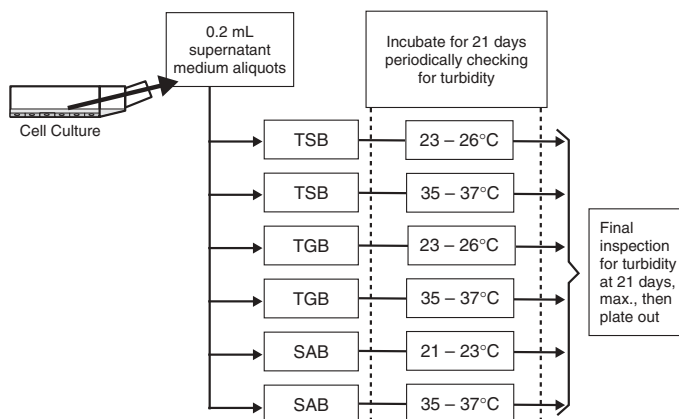 0.2 mL
supernatant
medium aliquots
Incubate for 21 days
periodically checking
for turbidity
Cell Culture
TSB
23 – 26°C
TSB
35 – 37°C
TGB
23 – 26°C
TGB
35 – 37°C
SAB
21 – 23°C
SAB
35 – 37°C
Final
inspection
for turbidity
at 21 days,
max., then
plate out